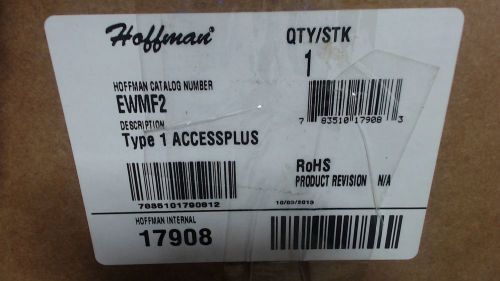 Hoffman®
QTY/STK
1
HOFFMAN CATALOG NUMBER
EWMF2
DESCRIPTION
Type 1 ACCESSPLUS
7 83510 17908 3
RoHS
PRODUCT REVISION N/A
10/03/2013
HOFFMAN INTERNAL
17908